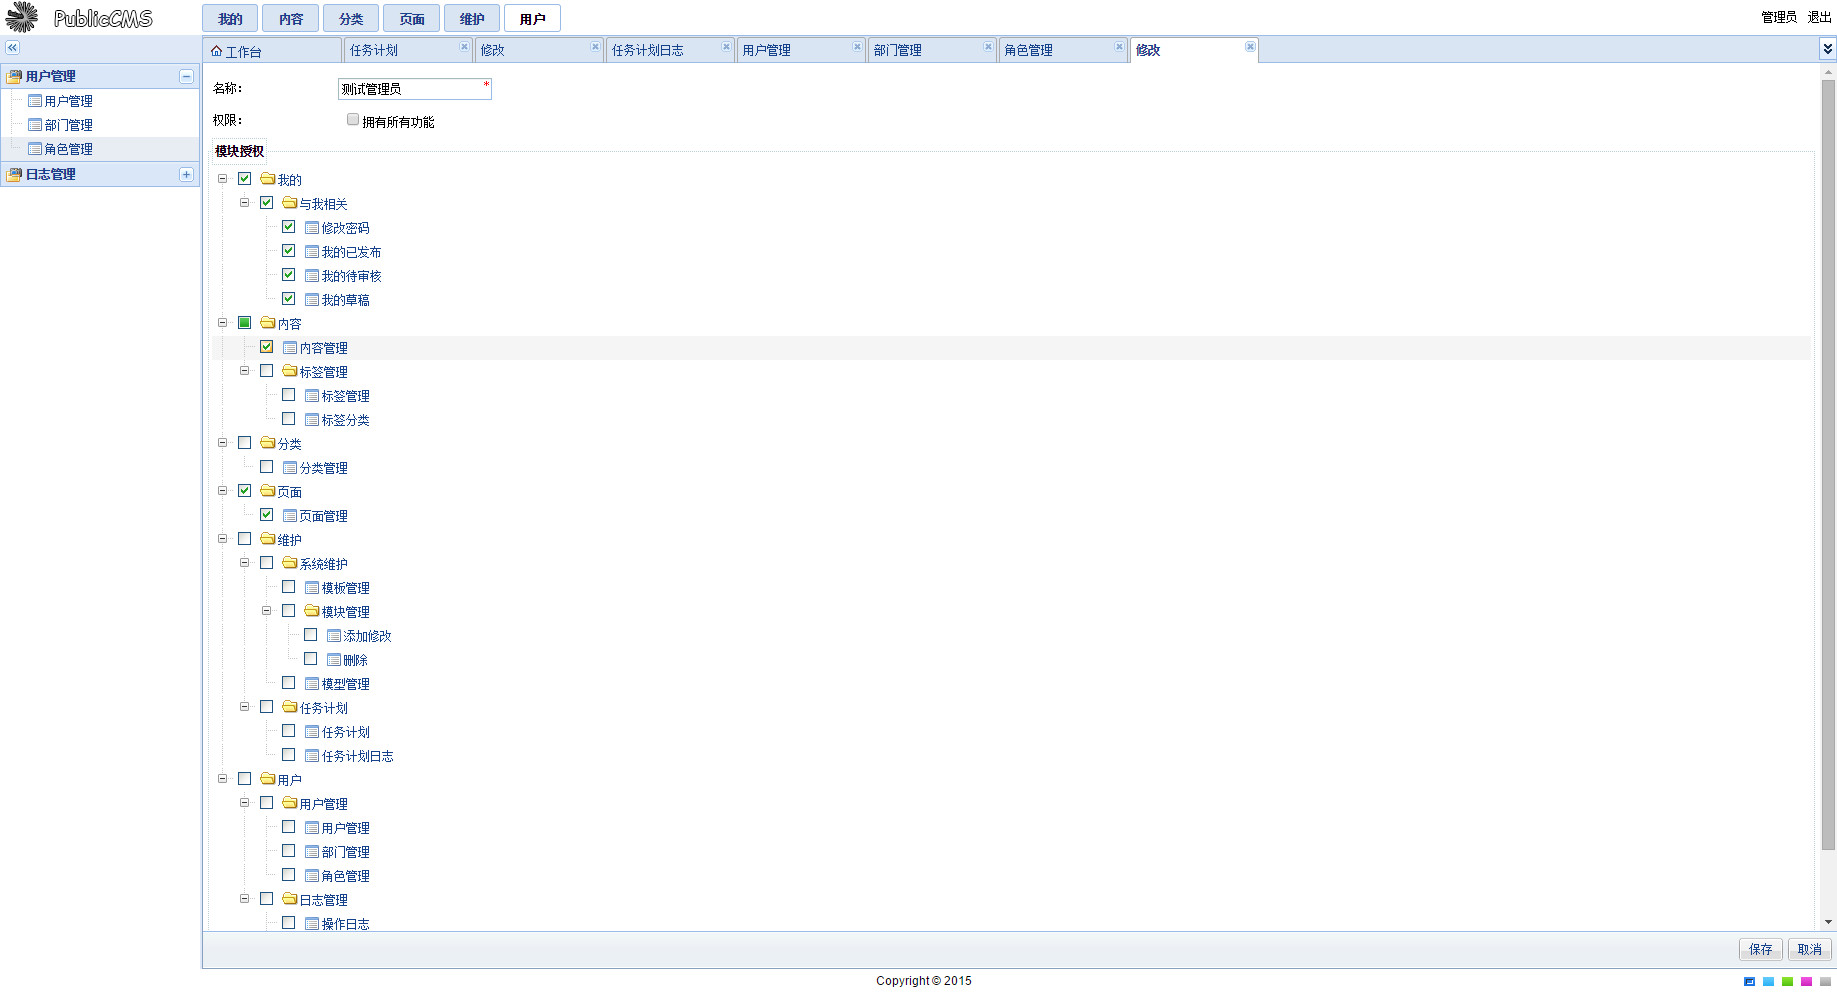 PublicCMS 我的 内容 分类 页面 维护 用户 管理员 退出
工作台 任务计划 修改 任务计划日志 用户管理 部门管理 角色管理 修改
用户管理
用户管理
部门管理
角色管理
日志管理
名称： 测试管理员 *
权限： 拥有所有功能
模块授权
我的
与我相关
修改密码
我的已发布
我的待审核
我的草稿
内容
内容管理
标签管理
标签管理
标签分类
分类
分类管理
页面
页面管理
维护
系统维护
模板管理
模块管理
添加修改
删除
模型管理
任务计划
任务计划
任务计划日志
用户
用户管理
用户管理
部门管理
角色管理
日志管理
操作日志
保存 取消
Copyright © 2015